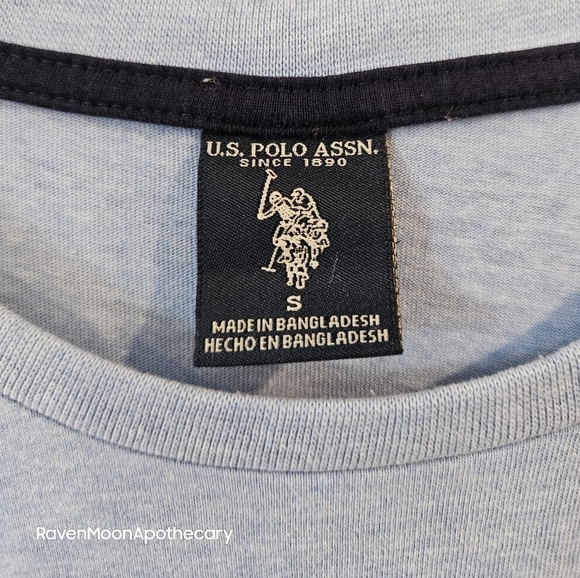 U.S. POLO ASSN.
SINCE 1890
S
MADE IN BANGLADESH
HECHO EN BANGLADESH
RavenMoonApothecary